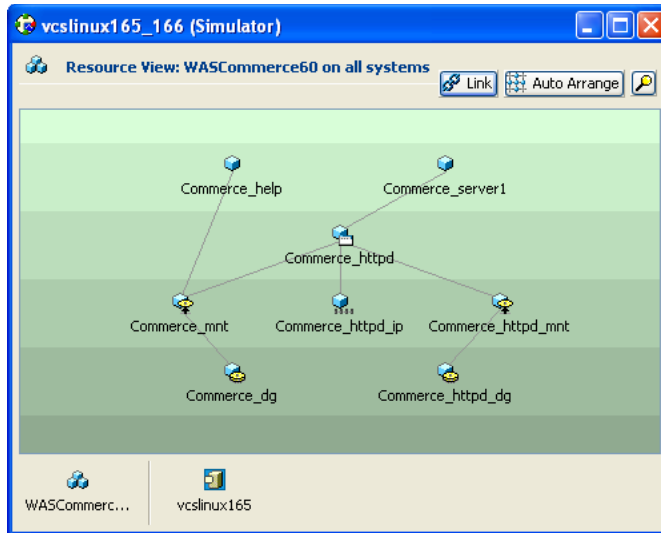 vcslinux165_166 (Simulator)
Resource View: WASCommerce60 on all systems
Link
Auto Arrange
Commerce_help
Commerce_server1
Commerce_httpd
Commerce_mnt
Commerce_httpd_ip
Commerce_httpd_mnt
Commerce_dg
Commerce_httpd_dg
WASCommerc...
vcslinux165